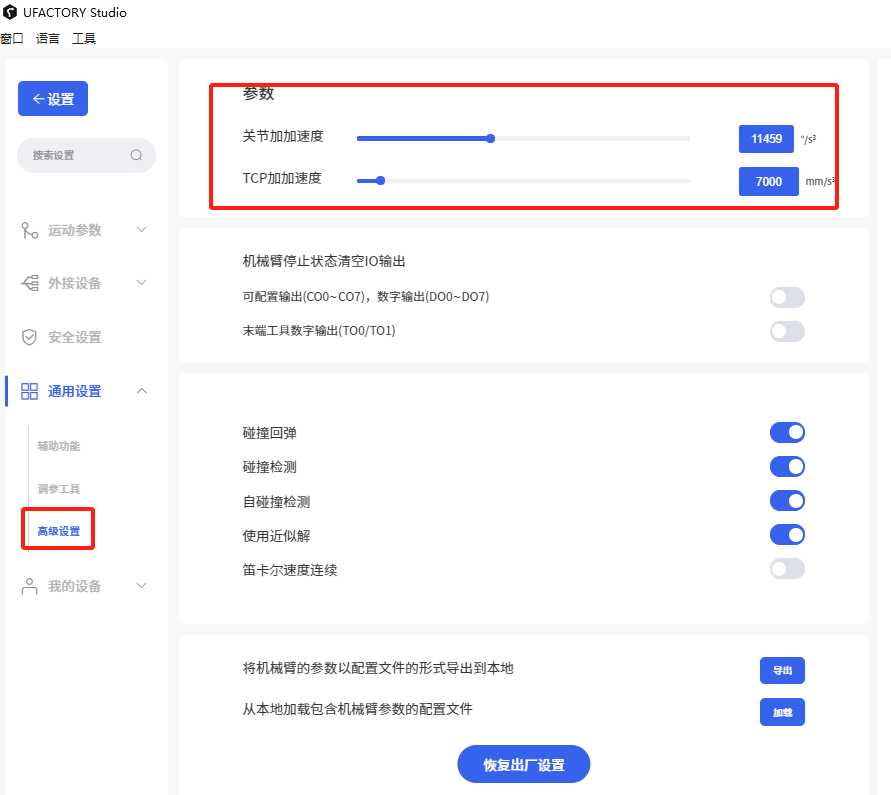 UFACTORY Studio
窗口 语言 工具
←设置
搜索设置
运动参数
外接设备
安全设置
通用设置
辅助功能
调参工具
高级设置
我的设备
参数
关节加加速度 11459 °/s³
TCP加加速度 7000 mm/s³
机械臂停止状态清空IO输出
可配置输出(CO0~CO7)，数字输出(DO0~DO7)
末端工具数字输出(TO0/TO1)
碰撞回弹
碰撞检测
自碰撞检测
使用近似解
笛卡尔速度连续
将机械臂的参数以配置文件的形式导出到本地 导出
从本地加载包含机械臂参数的配置文件 加载
恢复出厂设置